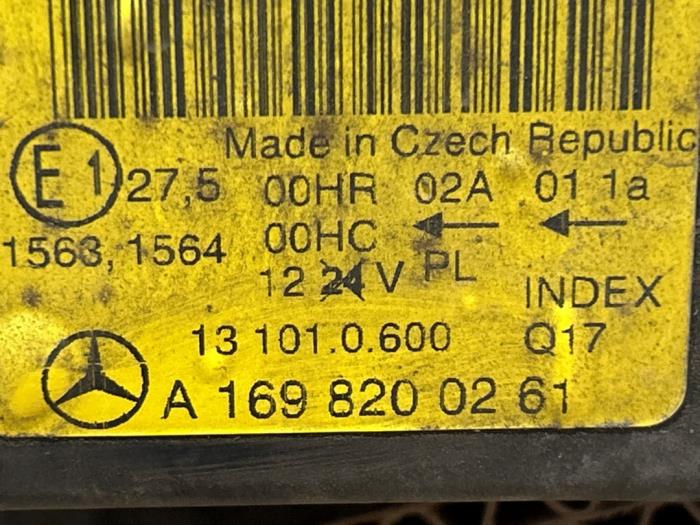 Made in Czech Republic
E1 27,5 00HR 02A 01 1a
1563, 1564 00HC
12 24 V PL
INDEX
13 101.0.600 Q17
A 169 820 02 61